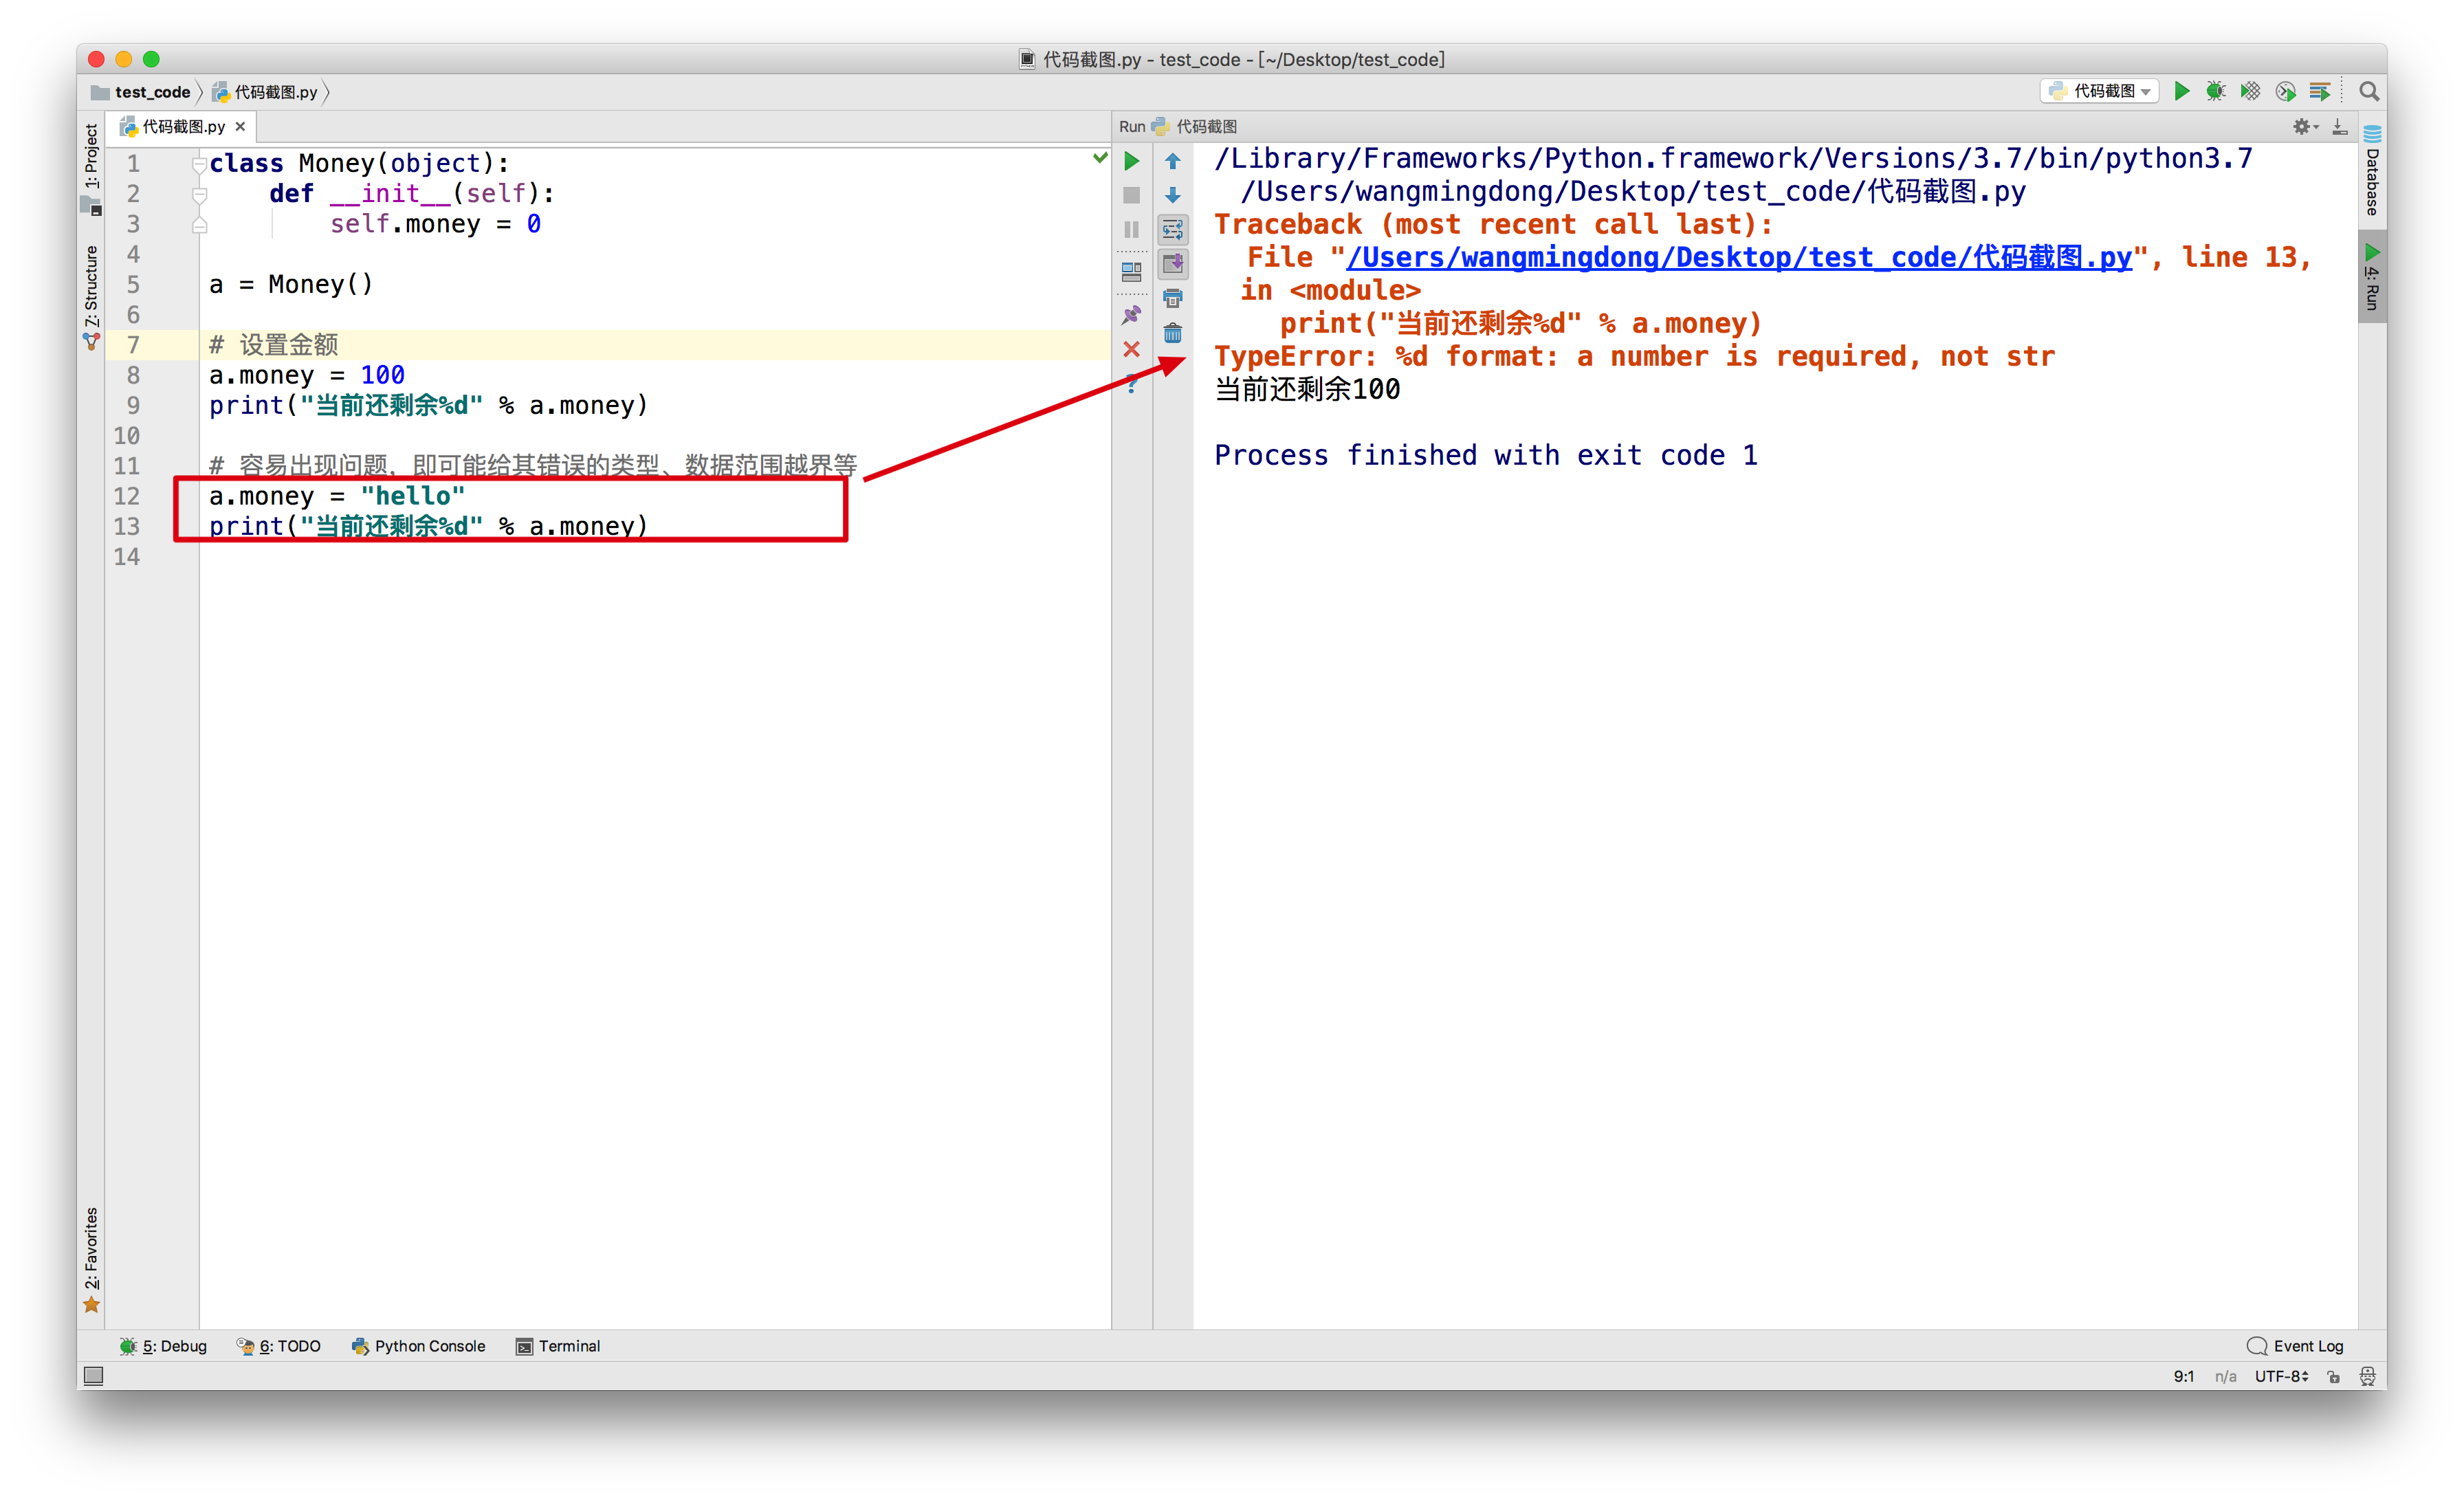 代码截图.py - test_code - [~/Desktop/test_code]
test_code 代码截图.py
代码截图
1: Project
7: Structure
2: Favorites
代码截图.py
1 class Money(object):
2     def __init__(self):
3         self.money = 0
4
5 a = Money()
6
7 # 设置金额
8 a.money = 100
9 print("当前还剩余%d" % a.money)
10
11 # 容易出现问题，即可能给其错误的类型、数据范围越界等
12 a.money = "hello"
13 print("当前还剩余%d" % a.money)
14
Run 代码截图
?
/Library/Frameworks/Python.framework/Versions/3.7/bin/python3.7
/Users/wangmingdong/Desktop/test_code/代码截图.py
Traceback (most recent call last):
  File "/Users/wangmingdong/Desktop/test_code/代码截图.py", line 13,
in <module>
    print("当前还剩余%d" % a.money)
TypeError: %d format: a number is required, not str
当前还剩余100
Process finished with exit code 1
Database
4: Run
5: Debug 6: TODO Python Console Terminal Event Log
9:1 n/a UTF-8